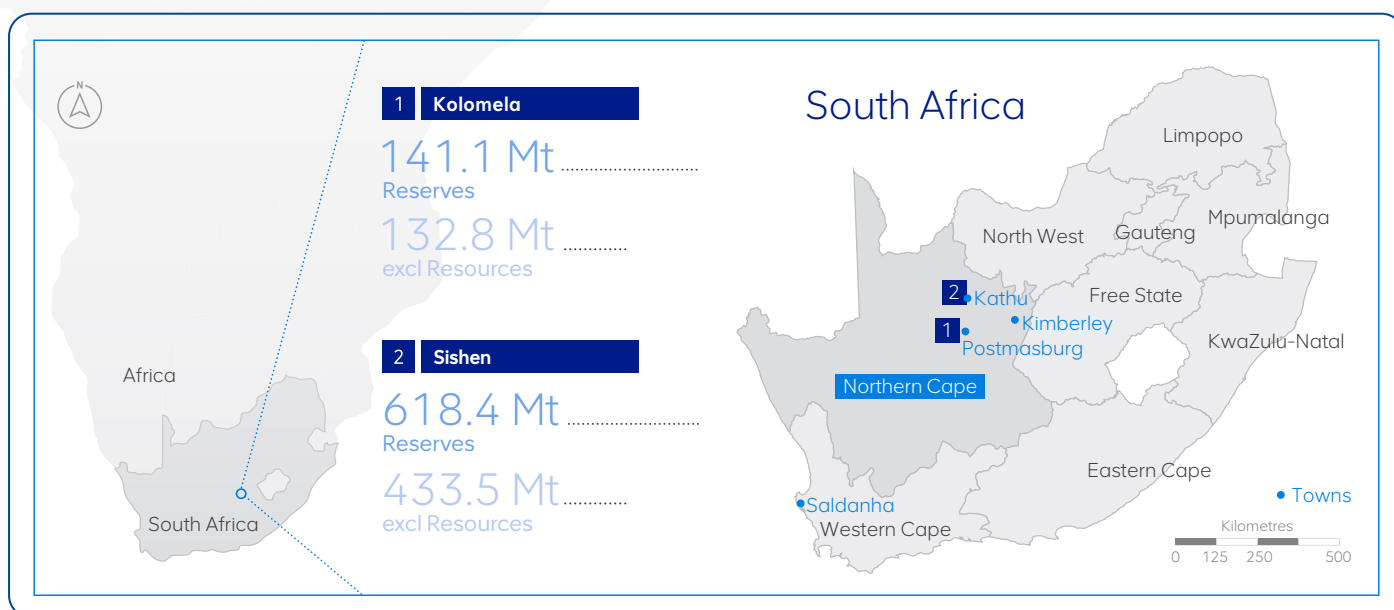 N
Africa
South Africa
1 Kolomela
141.1 Mt
Reserves
132.8 Mt
excl Resources
2 Sishen
618.4 Mt
Reserves
433.5 Mt
excl Resources
South Africa
Limpopo
Mpumalanga
Gauteng
North West
Free State
2 Kathu
Kimberley
1
Postmasburg
KwaZulu-Natal
Northern Cape
Eastern Cape
Saldanha
Western Cape
Towns
Kilometres
0 125 250 500